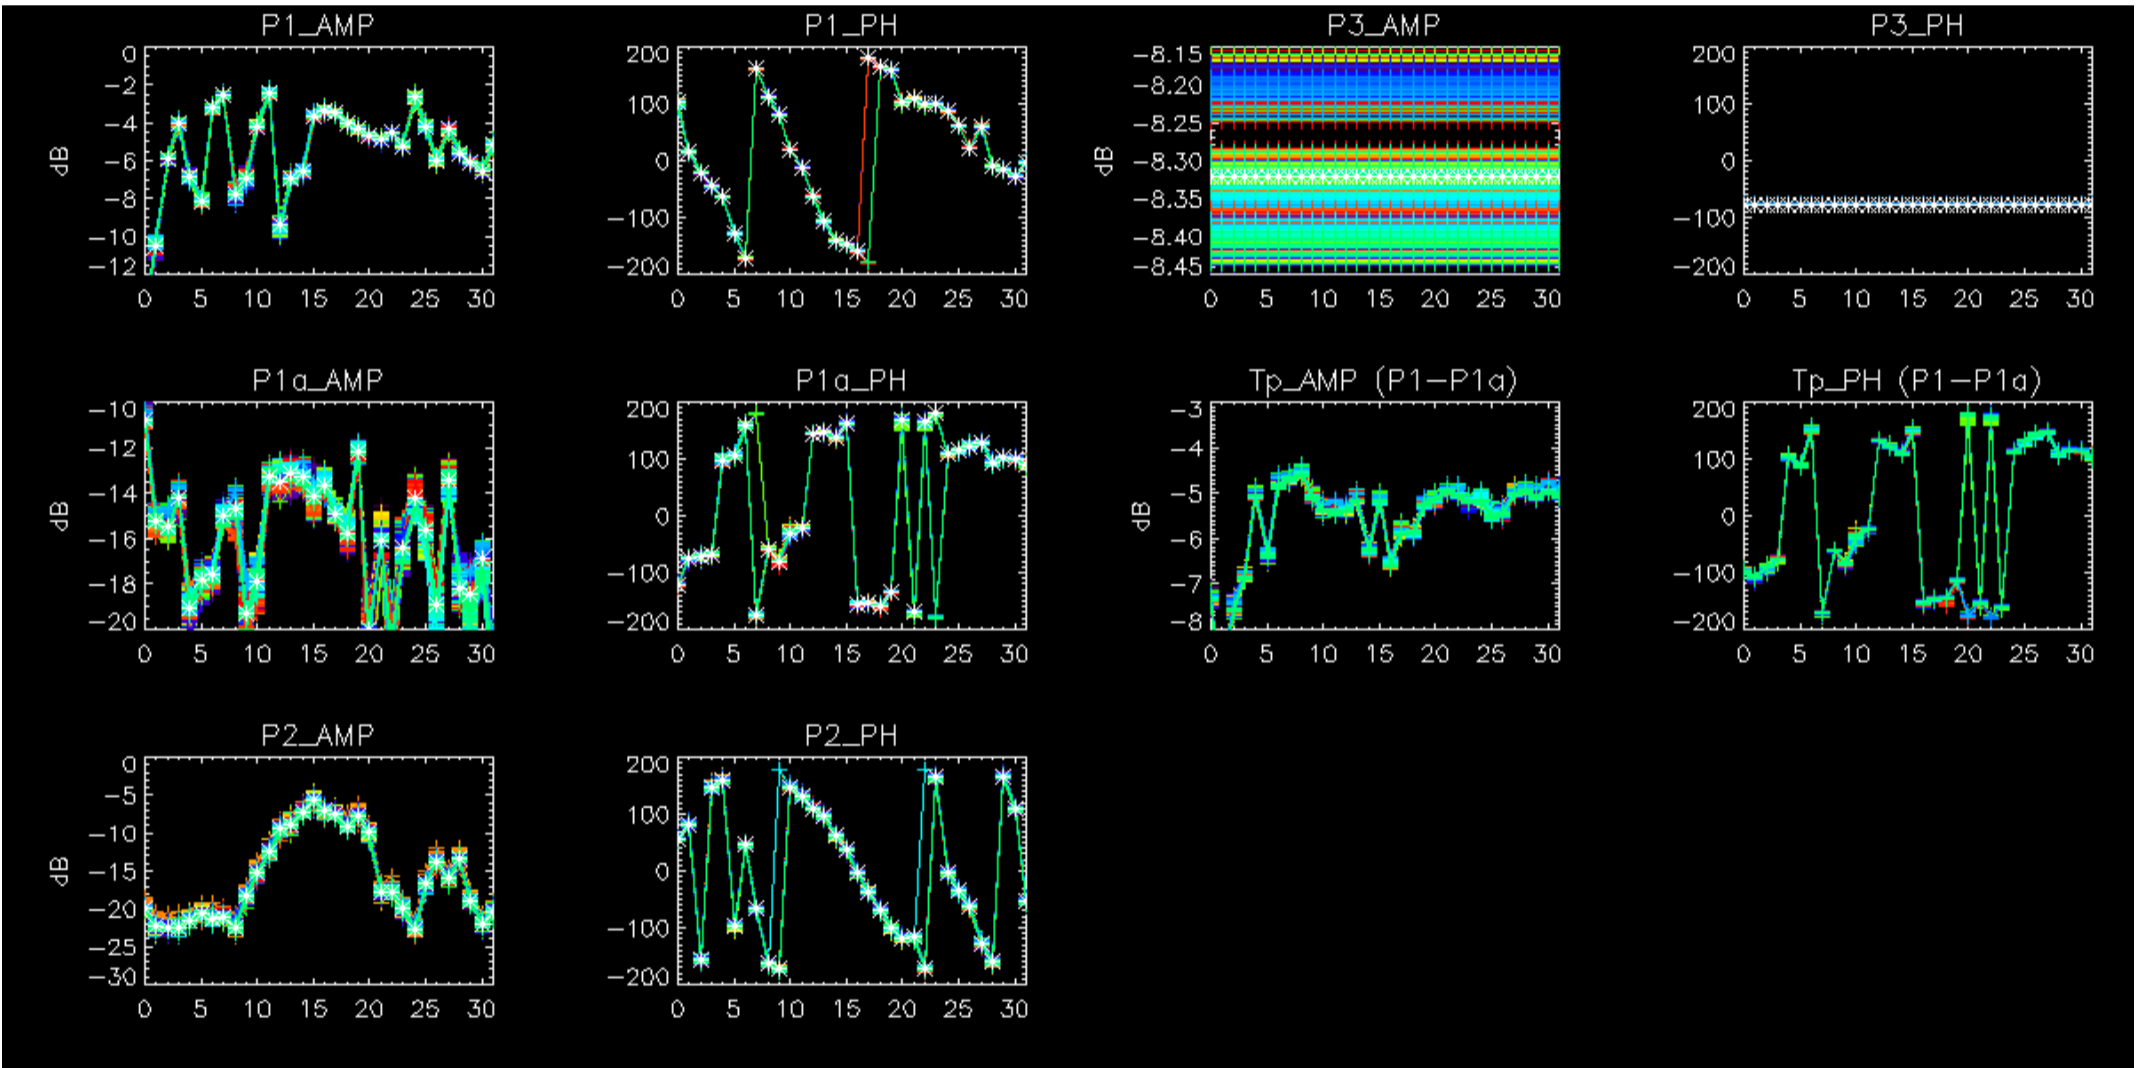 P1_AMP P1_PH P3_AMP P3_PH
0 -2 -4 -6 -8 -10 -12
dB
0 5 10 15 20 25 30
200 100 0 -100 -200
0 5 10 15 20 25 30
-8.15 -8.20 -8.25 -8.30 -8.35 -8.40 -8.45
dB
0 5 10 15 20 25 30
200 100 0 -100 -200
0 5 10 15 20 25 30
P1a_AMP P1a_PH Tp_AMP (P1-P1a) Tp_PH (P1-P1a)
-10 -12 -14 -16 -18 -20
dB
0 5 10 15 20 25 30
200 100 0 -100 -200
0 5 10 15 20 25 30
-3 -4 -5 -6 -7 -8
dB
0 5 10 15 20 25 30
200 100 0 -100 -200
0 5 10 15 20 25 30
P2_AMP P2_PH
0 -5 -10 -15 -20 -25 -30
dB
0 5 10 15 20 25 30
200 100 0 -100 -200
0 5 10 15 20 25 30